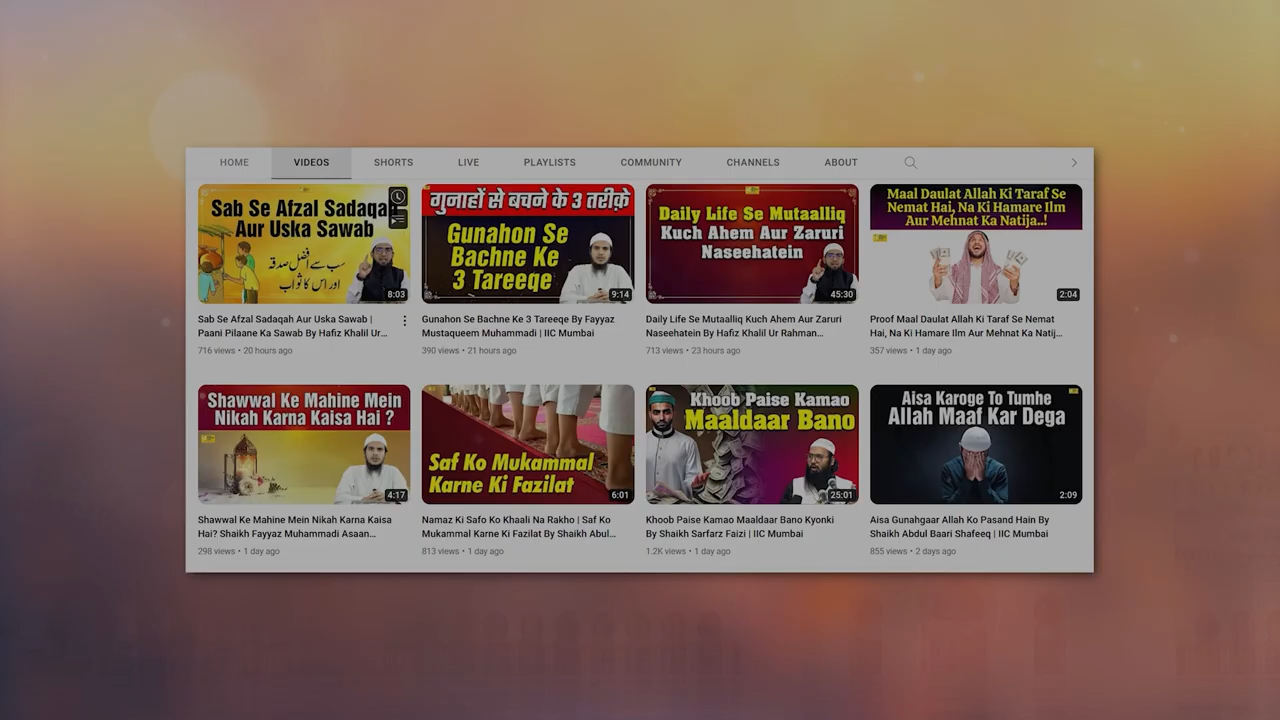 HOME VIDEOS SHORTS LIVE PLAYLISTS COMMUNITY CHANNELS ABOUT
Sab Se Afzal Sadaqah
Aur Uska Sawab
سب سے افضل صدقہ
اور اس کا ثواب
8:03
Sab Se Afzal Sadaqah Aur Uska Sawab |
Paani Pilaane Ka Sawab By Hafiz Khalil Ur...
716 views • 20 hours ago
गुनाहों से बचने के 3 तरीक़े
Gunahon Se
Bachne Ke
3 Tareeqe
9:14
Gunahon Se Bachne Ke 3 Tareeqe By Fayyaz
Mustaqueem Muhammadi | IIC Mumbai
390 views • 21 hours ago
Daily Life Se Mutaalliq
Kuch Ahem Aur Zaruri
Naseehatein
45:30
Daily Life Se Mutaalliq Kuch Ahem Aur Zaruri
Naseehatein By Hafiz Khalil Ur Rahman...
713 views • 23 hours ago
Maal Daulat Allah Ki Taraf Se
Nemat Hai, Na Ki Hamare Ilm
Aur Mehnat Ka Natija..!
2:04
Proof Maal Daulat Allah Ki Taraf Se Nemat
Hai, Na Ki Hamare Ilm Aur Mehnat Ka Natij...
357 views • 1 day ago
Shawwal Ke Mahine Mein
Nikah Karna Kaisa Hai ?
4:17
Shawwal Ke Mahine Mein Nikah Karna Kaisa
Hai? Shaikh Fayyaz Muhammadi Asaan...
298 views • 1 day ago
Saf Ko Mukammal
Karne Ki Fazilat
6:01
Namaz Ki Safo Ko Khaali Na Rakho | Saf Ko
Mukammal Karne Ki Fazilat By Shaikh Abul...
813 views • 1 day ago
Khoob Paise Kamao
Maaldaar Bano
25:01
Khoob Paise Kamao Maaldaar Bano Kyonki
By Shaikh Sarfarz Faizi | IIC Mumbai
1.2K views • 1 day ago
Aisa Karoge To Tumhe
Allah Maaf Kar Dega
2:09
Aisa Gunahgaar Allah Ko Pasand Hain By
Shaikh Abdul Baari Shafeeq | IIC Mumbai
855 views • 2 days ago